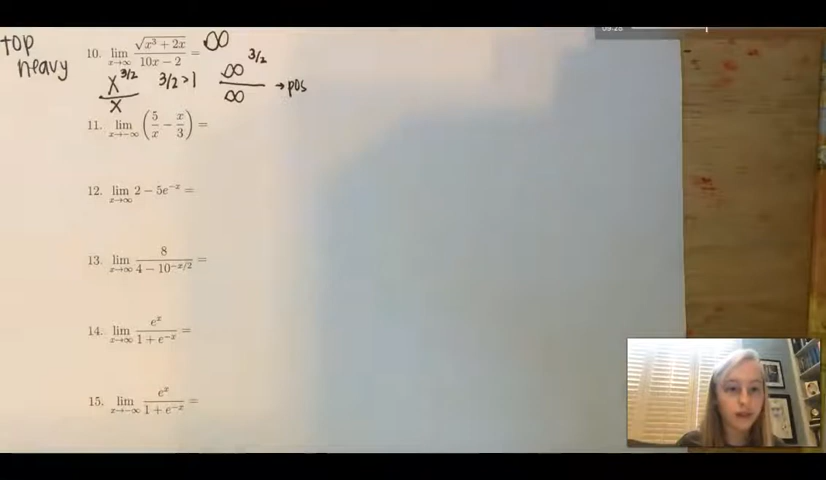 top
heavy
10. lim x→∞ √(x³ + 2x) / (10x − 2) = ∞
x^3/2 / x 3/2 > 1 ∞^3/2 / ∞ → pos
11. lim x→−∞ (5/x − x/3) =
12. lim x→∞ 2 − 5e^−x =
13. lim x→∞ 8 / (4 − 10^−x/2) =
14. lim x→∞ e^x / (1 + e^−x) =
15. lim x→−∞ e^x / (1 + e^−x) =